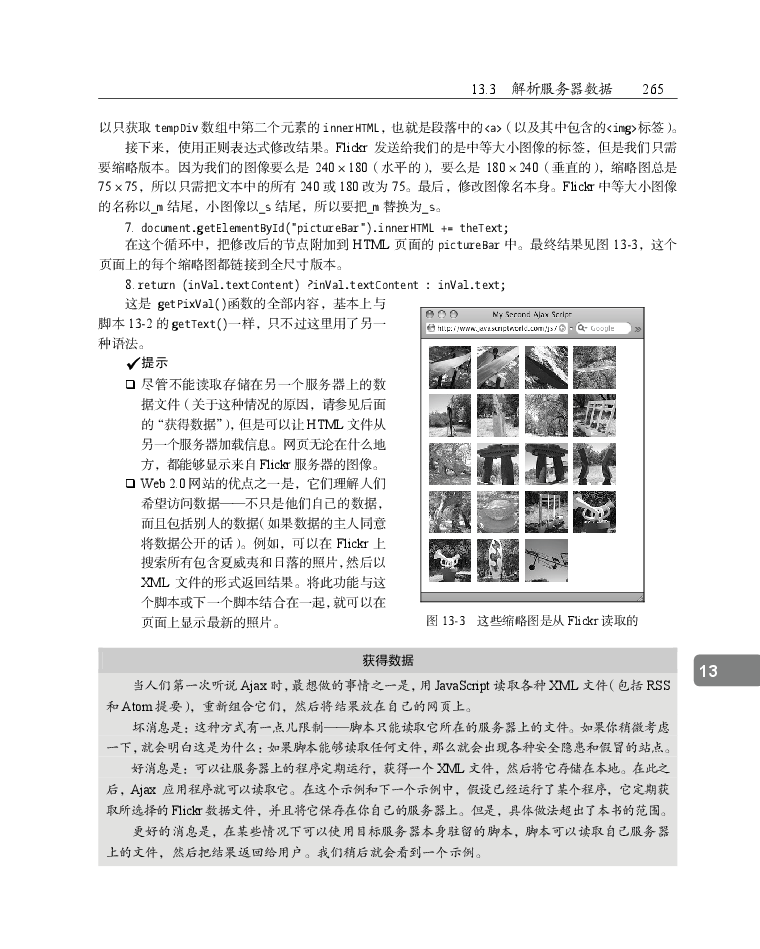 13.3 解析服务器数据 265
以只获取 tempDiv 数组中第二个元素的 innerHTML，也就是段落中的<a>（以及其中包含的<img>标签）。
接下来，使用正则表达式修改结果。Flickr 发送给我们的是中等大小图像的标签，但是我们只需
要缩略版本。因为我们的图像要么是 240×180（水平的），要么是 180×240（垂直的），缩略图总是
75×75，所以只需把文本中的所有 240 或 180 改为 75。最后，修改图像名本身。Flickr 中等大小图像
的名称以_m 结尾，小图像以_s 结尾，所以要把_m 替换为_s。
7. document.getElementById("pictureBar").innerHTML += theText;
在这个循环中，把修改后的节点附加到 HTML 页面的 pictureBar 中。最终结果见图 13-3，这个
页面上的每个缩略图都链接到全尺寸版本。
8.return (inVal.textContent) ?inVal.textContent : inVal.text;
这是 getPixVal()函数的全部内容，基本上与
脚本 13-2 的 getText()一样，只不过这里用了另一
种语法。
✓提示
❑ 尽管不能读取存储在另一个服务器上的数
据文件（关于这种情况的原因，请参见后面
的“获得数据”），但是可以让 HTML 文件从
另一个服务器加载信息。网页无论在什么地
方，都能够显示来自 Flickr 服务器的图像。
❑ Web 2.0 网站的优点之一是，它们理解人们
希望访问数据——不只是他们自己的数据，
而且包括别人的数据（如果数据的主人同意
将数据公开的话）。例如，可以在 Flickr 上
搜索所有包含夏威夷和日落的照片，然后以
XML 文件的形式返回结果。将此功能与这
个脚本或下一个脚本结合在一起，就可以在
页面上显示最新的照片。
My Second Ajax Script
http://www.javascriptworld.com/js7
Google
图 13-3 这些缩略图是从 Flickr 读取的
获得数据
当人们第一次听说 Ajax 时，最想做的事情之一是，用 JavaScript 读取各种 XML 文件（包括 RSS
和 Atom 提要），重新组合它们，然后将结果放在自己的网页上。
坏消息是：这种方式有一点儿限制——脚本只能读取它所在的服务器上的文件。如果你稍微考虑
一下，就会明白这是为什么：如果脚本能够读取任何文件，那么就会出现各种安全隐患和假冒的站点。
好消息是：可以让服务器上的程序定期运行，获得一个 XML 文件，然后将它存储在本地。在此之
后，Ajax 应用程序就可以读取它。在这个示例和下一个示例中，假设已经运行了某个程序，它定期获
取所选择的 Flickr 数据文件，并且将它保存在你自己的服务器上。但是，具体做法超出了本书的范围。
更好的消息是，在某些情况下可以使用目标服务器本身驻留的脚本，脚本可以读取自己服务器
上的文件，然后把结果返回给用户。我们稍后就会看到一个示例。
13